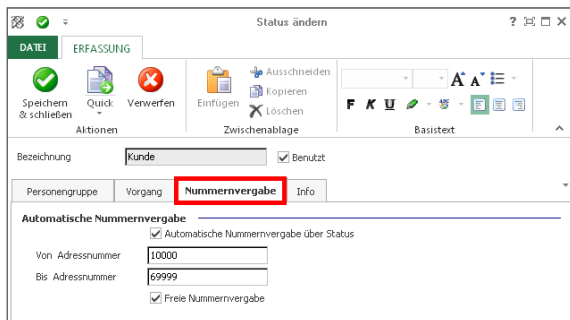 Status ändern
DATEI ERFASSUNG
Speichern & schließen
Quick
Verwerfen
Aktionen
Einfügen
Ausschneiden
Kopieren
Löschen
Zwischenablage
A A
F K U
Basistext
Bezeichnung Kunde Benutzt
Personengruppe Vorgang Nummernvergabe Info
Automatische Nummernvergabe
Automatische Nummernvergabe über Status
Von Adressnummer 10000
Bis Adressnummer 69999
Freie Nummernvergabe